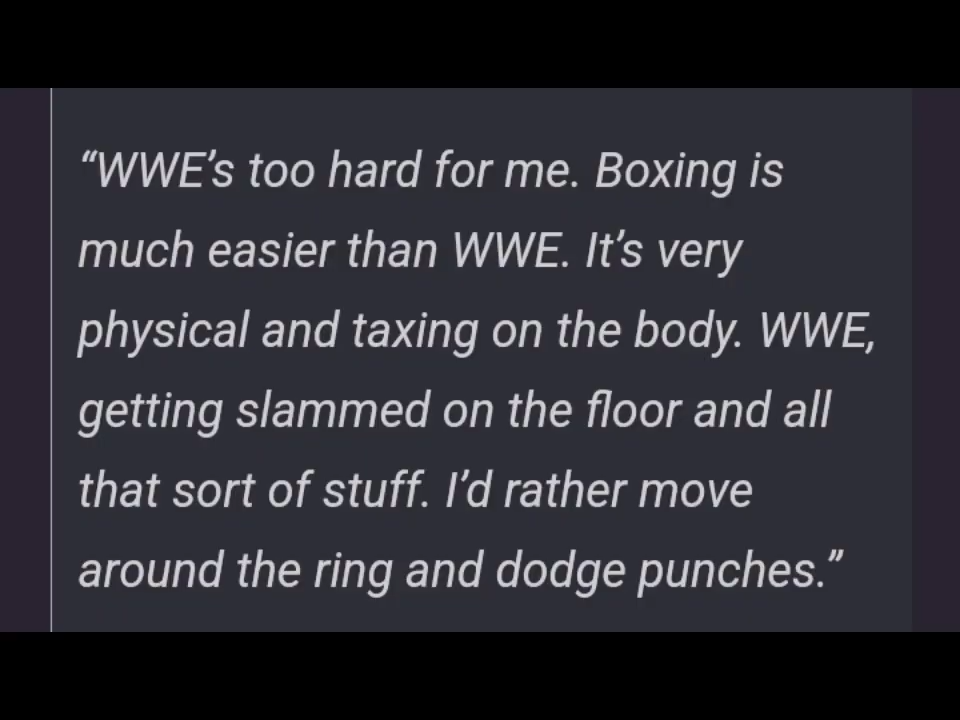 “WWE’s too hard for me. Boxing is
much easier than WWE. It’s very
physical and taxing on the body. WWE,
getting slammed on the floor and all
that sort of stuff. I’d rather move
around the ring and dodge punches.”